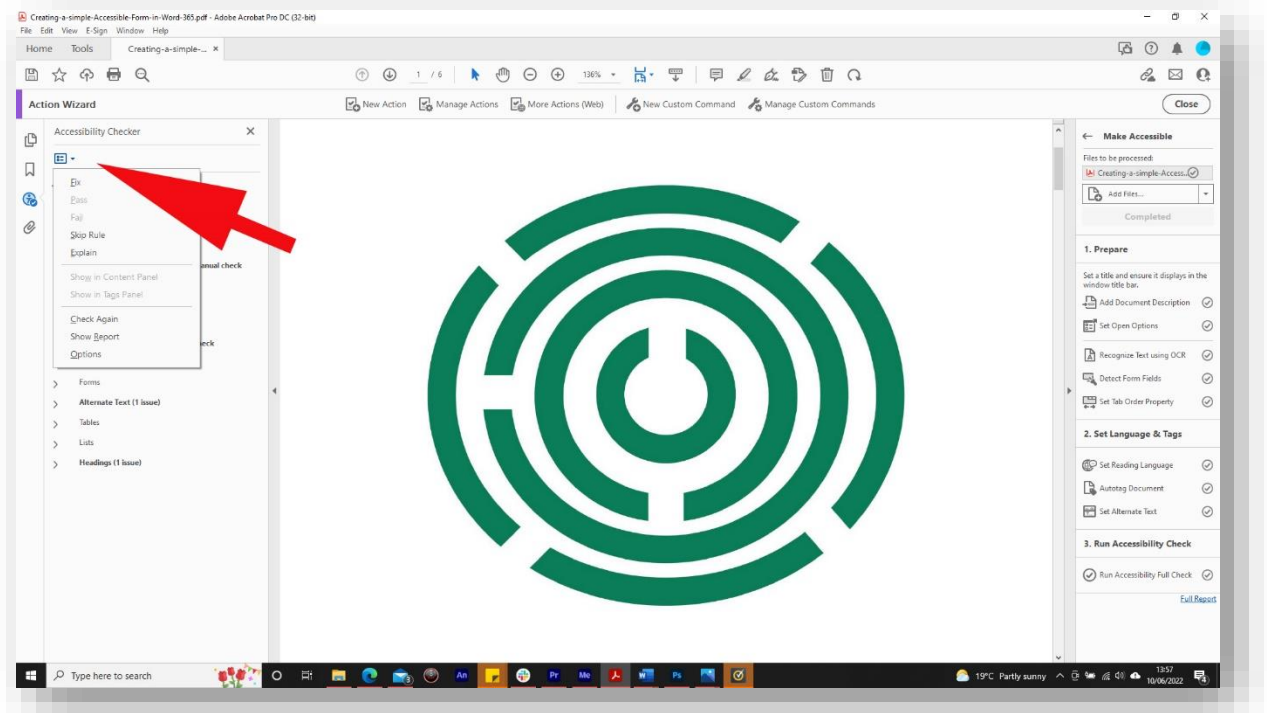 Creating-a-simple-Accessible-Form-in-Word-365.pdf - Adobe Acrobat Pro DC (32-bit)
File Edit View E-Sign Window Help
Home Tools Creating-a-simple-... ×
1 / 6 136%
Action Wizard New Action Manage Actions More Actions (Web) New Custom Command Manage Custom Commands Close
Accessibility Checker
Fix
Pass
Fail
Skip Rule
Explain
anual check
Show in Content Panel
Show in Tags Panel
Check Again
Show Report
eck
Options
Forms
Alternate Text (1 issue)
Tables
Lists
Headings (1 issue)
Make Accessible
Files to be processed:
Creating-a-simple-Access..
Add Files...
Completed
1. Prepare
Set a title and ensure it displays in the
window title bar.
Add Document Description
Set Open Options
Recognize Text using OCR
Detect Form Fields
Set Tab Order Property
2. Set Language & Tags
Set Reading Language
Autotag Document
Set Alternate Text
3. Run Accessibility Check
Run Accessibility Full Check
Full Report
Type here to search An Pr Me Ps 19°C Partly sunny 13:57
10/06/2022